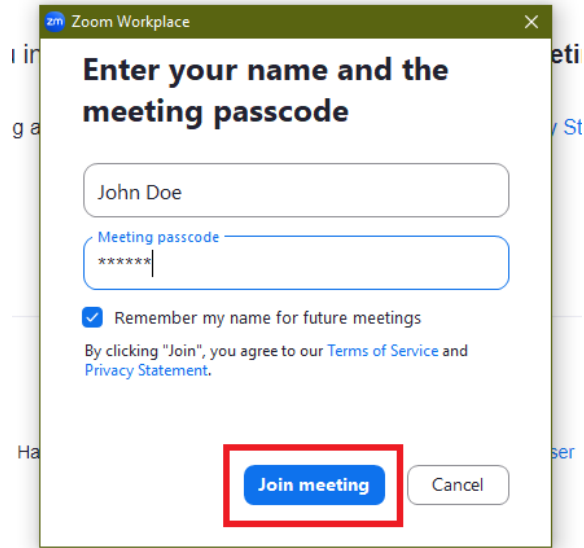 zm Zoom Workplace
Enter your name and the
meeting passcode
John Doe
Meeting passcode
******
Remember my name for future meetings
By clicking "Join", you agree to our Terms of Service and
Privacy Statement.
Join meeting
Cancel